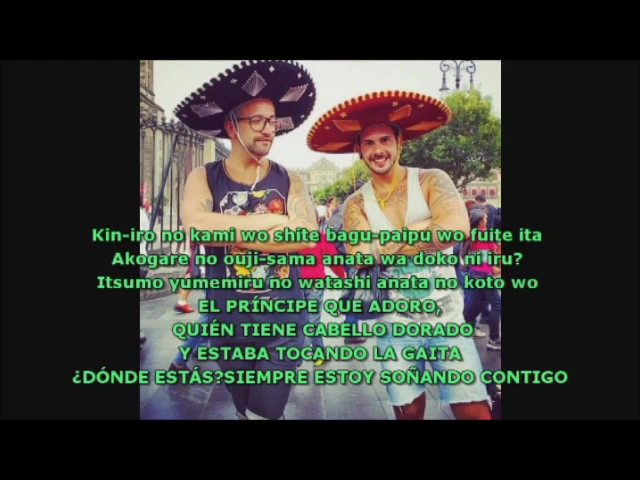 Kin-iro no kami wo shite bagu-paipu wo fuite ita
Akogare no ouji-sama anata wa doko ni iru?
Itsumo yumemiru no watashi anata no koto wo
EL PRÍNCIPE QUE ADORO,
QUIÉN TIENE CABELLO DORADO
Y ESTABA TOCANDO LA GAITA
¿DÓNDE ESTÁS?SIEMPRE ESTOY SOÑANDO CONTIGO